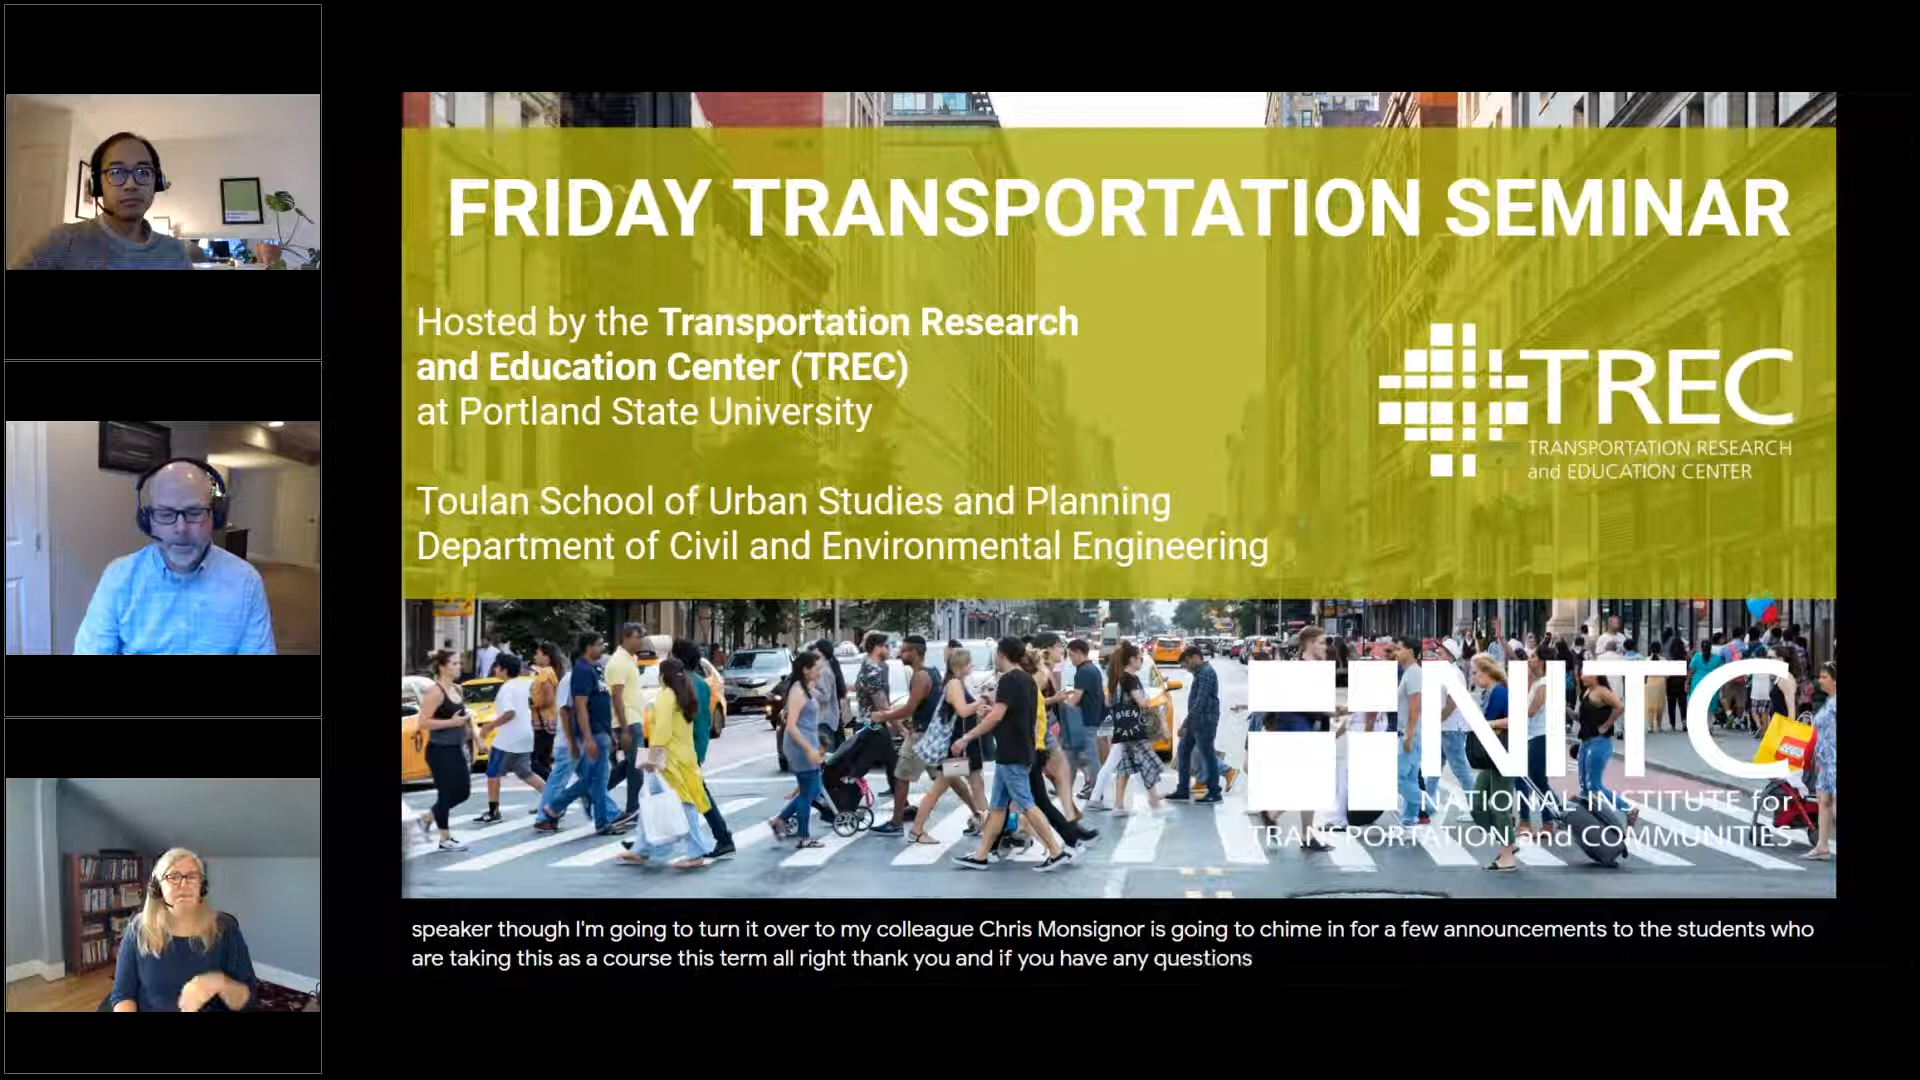 FRIDAY TRANSPORTATION SEMINAR
Hosted by the Transportation Research
and Education Center (TREC)
at Portland State University
Toulan School of Urban Studies and Planning
Department of Civil and Environmental Engineering
TREC
TRANSPORTATION RESEARCH
and EDUCATION CENTER
NITC
NATIONAL INSTITUTE for
TRANSPORTATION and COMMUNITIES
speaker though I'm going to turn it over to my colleague Chris Monsignor is going to chime in for a few announcements to the students who
are taking this as a course this term all right thank you and if you have any questions